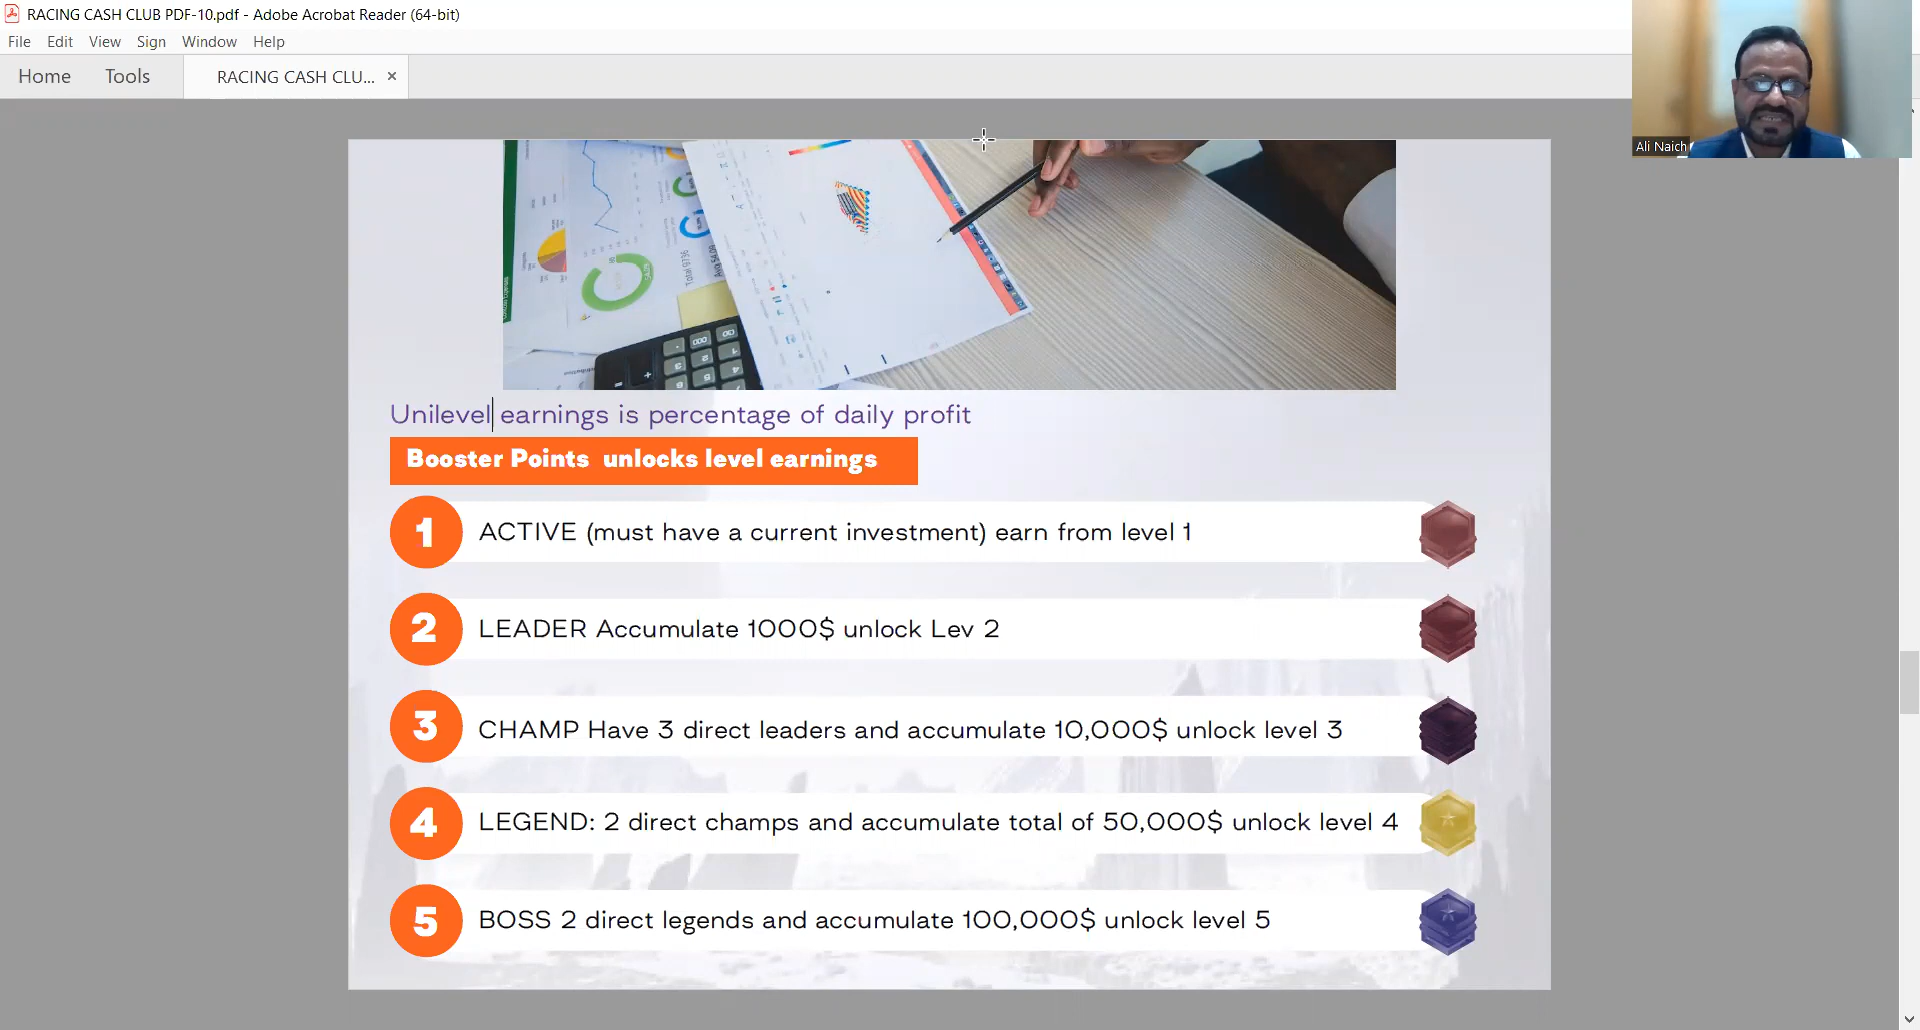 RACING CASH CLUB PDF-10.pdf - Adobe Acrobat Reader (64-bit)
File Edit View Sign Window Help
Home Tools RACING CASH CLU... ×
Ali Naich
Unilevel earnings is percentage of daily profit
Booster Points unlocks level earnings
1 ACTIVE (must have a current investment) earn from level 1
2 LEADER Accumulate 1000$ unlock Lev 2
3 CHAMP Have 3 direct leaders and accumulate 10,000$ unlock level 3
4 LEGEND: 2 direct champs and accumulate total of 50,000$ unlock level 4
5 BOSS 2 direct legends and accumulate 100,000$ unlock level 5